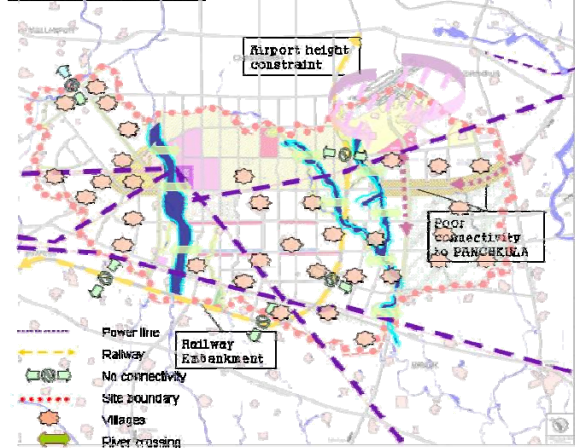 Airport height
constraint
Poor
connectivity
to PANCHKULA
Railway
Embankment
Power line
Railway
No connectivity
Site boundary
Villages
River crossing